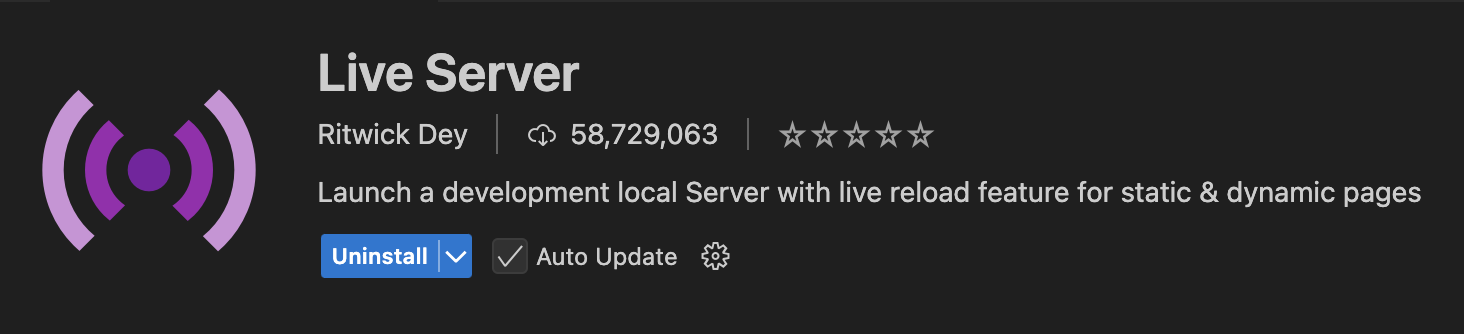 Live Server
Ritwick Dey 58,729,063
Launch a development local Server with live reload feature for static & dynamic pages
Uninstall Auto Update